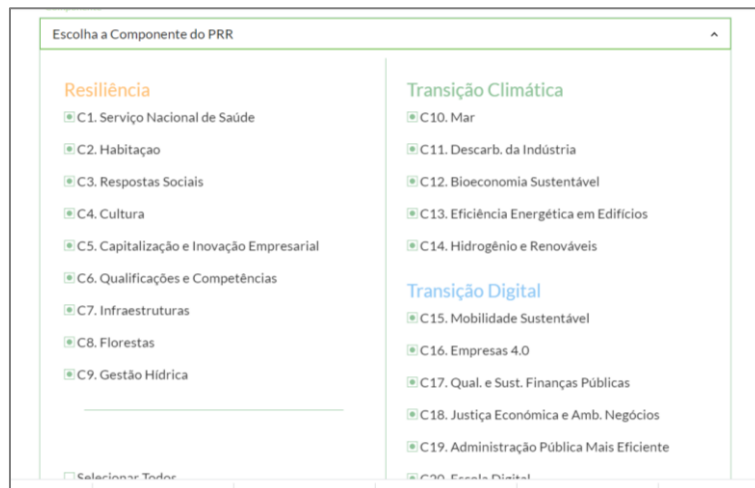 Escolha a Componente do PRR
Resiliência
C1. Serviço Nacional de Saúde
C2. Habitaçao
C3. Respostas Sociais
C4. Cultura
C5. Capitalização e Inovação Empresarial
C6. Qualificações e Competências
C7. Infraestruturas
C8. Florestas
C9. Gestão Hídrica
Selecionar Todos
Transição Climática
C10. Mar
C11. Descarb. da Indústria
C12. Bioeconomia Sustentável
C13. Eficiência Energética em Edifícios
C14. Hidrogênio e Renováveis
Transição Digital
C15. Mobilidade Sustentável
C16. Empresas 4.0
C17. Qual. e Sust. Finanças Públicas
C18. Justiça Económica e Amb. Negócios
C19. Administração Pública Mais Eficiente
C20. Escola Digital